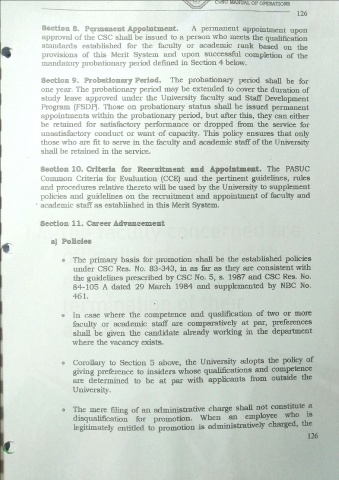 CSNU MANUAL OF OPERATIONS
126
Section 8. Permanent Appointment. A permanent appointment upon
approval of the CSC shall be issued to a person who meets the qualification
standards established for the faculty or academic rank based on the
provisions of this Merit System and upon successful completion of the
mandatory probationary period defined in Section 4 below.
Section 9. Probationary Period. The probationary period shall be for
one year. The probationary period may be extended to cover the duration of
study leave approved under the University faculty and Staff Development
Program (FSDP). Those on probationary status shall be issued permanent
appointments within the probationary period, but after this, they can either
be retained for satisfactory performance or dropped from the service for
unsatisfactory conduct or want of capacity. This policy ensures that only
those who are fit to serve in the faculty and academic staff of the University
shall be retained in the service.
Section 10. Criteria for Recruitment and Appointment. The PASUC
Common Criteria for Evaluation (CCE) and the pertinent guidelines, rules
and procedures relative thereto will be used by the University to supplement
policies and guidelines on the recruitment and appointment of faculty and
academic staff as established in this Merit System.
Section 11. Career Advancement
a) Policies
• The primary basis for promotion shall be the established policies
under CSC Res. No. 83-343, in as far as they are consistent with
the guidelines prescribed by CSC No. 5, s. 1987 and CSC Res. No.
84-105 A dated 29 March 1984 and supplemented by NBC No.
461.
• In case where the competence and qualification of two or more
faculty or academic staff are comparatively at par, preferences
shall be given the candidate already working in the department
where the vacancy exists.
• Corollary to Section 5 above, the University adopts the policy of
giving preference to insiders whose qualifications and competence
are determined to be at par with applicants from outside the
University.
• The mere filing of an administrative charge shall not constitute a
disqualification for promotion. When an employee who is
legitimately entitled to promotion is administratively charged, the
126